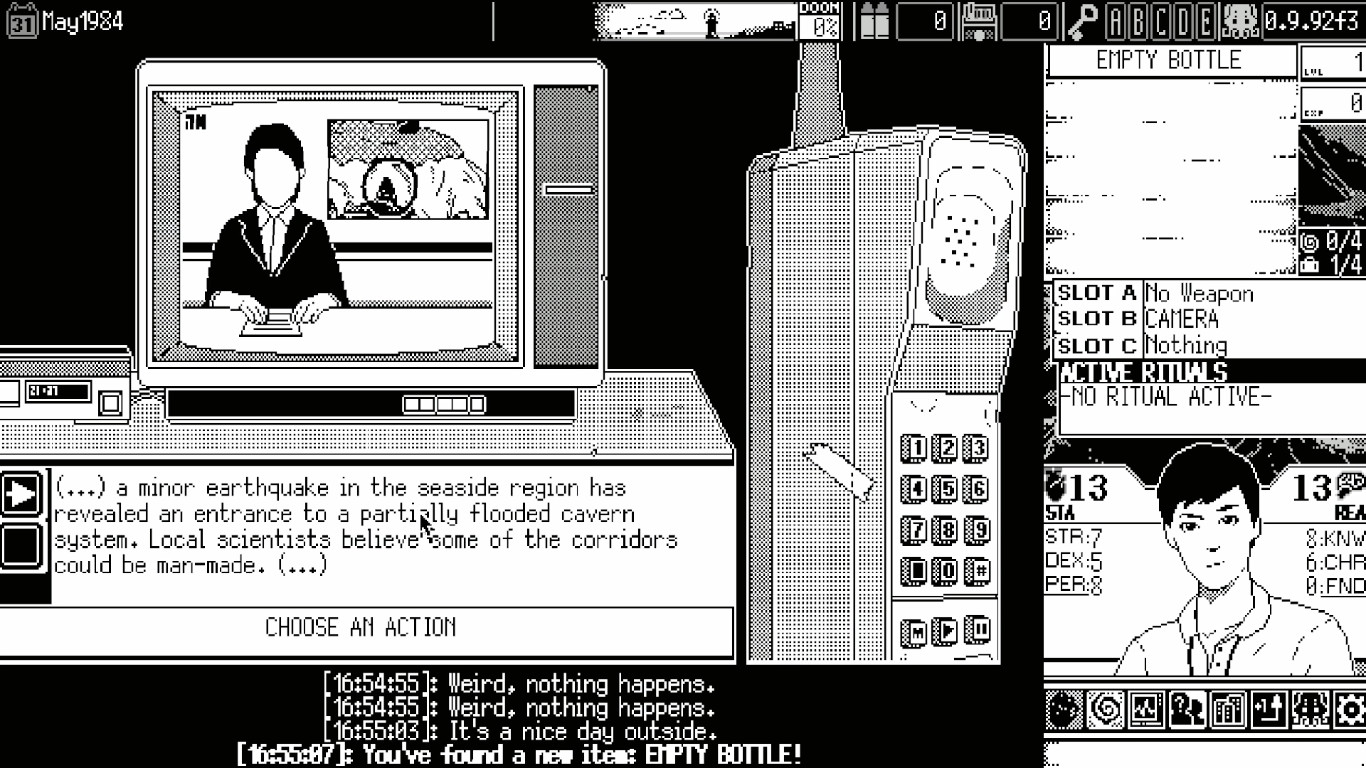 31 May1984
DOOM
0%
0
0
A B C D E
0.9.92f3
EMPTY BOTTLE
LVL 1
EXP 0
0/4
1/4
SLOT A No Weapon
SLOT B CAMERA
SLOT C Nothing
ACTIVE RITUALS
-NO RITUAL ACTIVE-
1 2 3
4 5 6
7 8 9
0 #
M
(...) a minor earthquake in the seaside region has
revealed an entrance to a partially flooded cavern
system. Local scientists believe some of the corridors
could be man-made. (...)
CHOOSE AN ACTION
13
STA
13
REA
STR:7
DEX:5
PER:8
8:KNW
6:CHR
0:FND
[16:54:55]: Weird, nothing happens.
[16:54:55]: Weird, nothing happens.
[16:55:03]: It's a nice day outside.
[16:55:07]: You've found a new item: EMPTY BOTTLE!